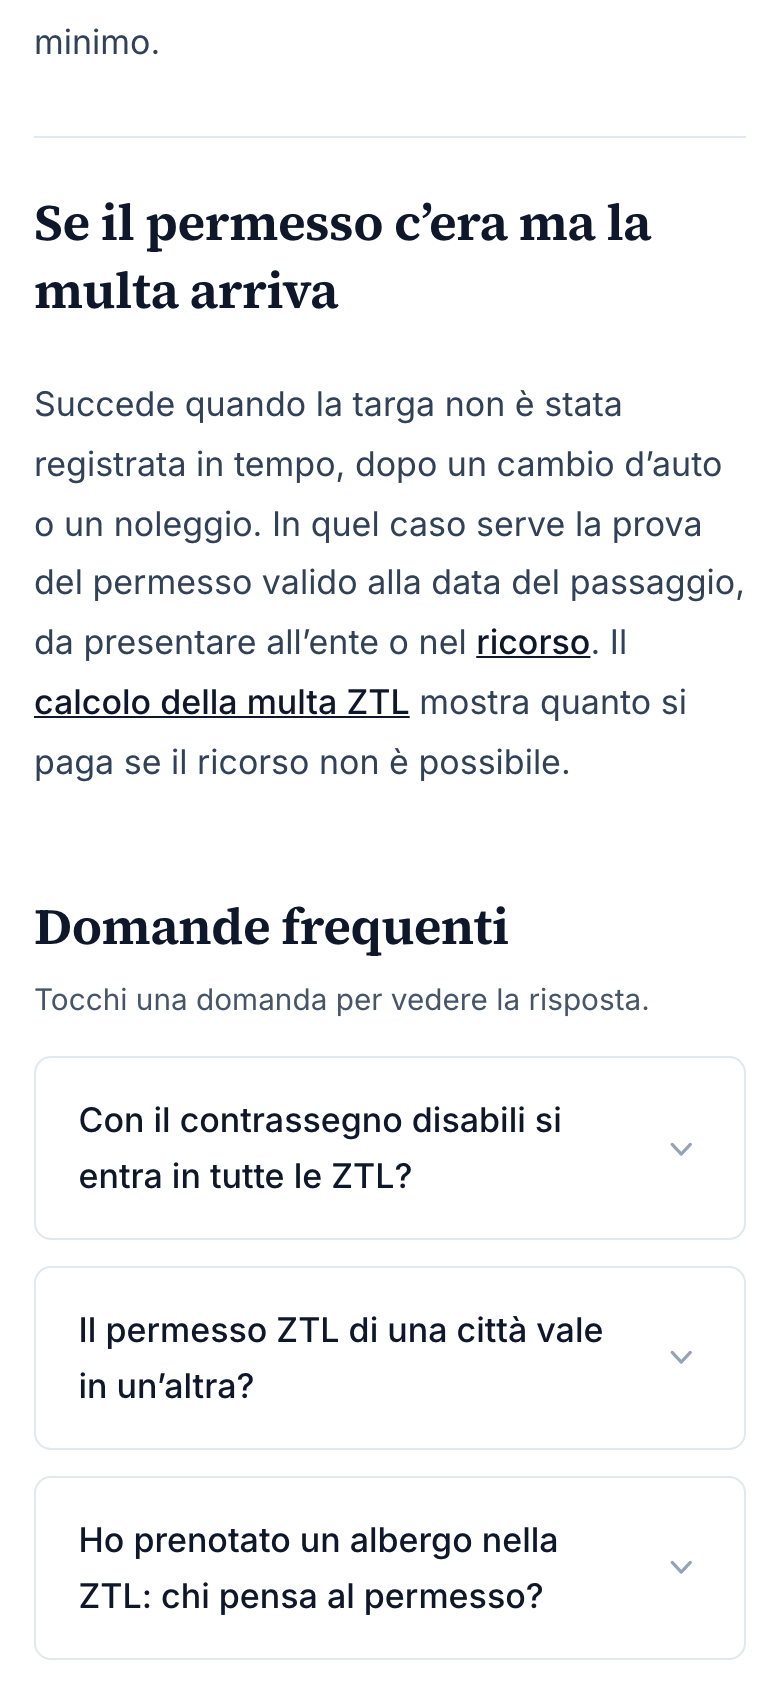 minimo.
Se il permesso c’era ma la
multa arriva
Succede quando la targa non è stata
registrata in tempo, dopo un cambio d’auto
o un noleggio. In quel caso serve la prova
del permesso valido alla data del passaggio,
da presentare all’ente o nel ricorso. Il
calcolo della multa ZTL mostra quanto si
paga se il ricorso non è possibile.
Domande frequenti
Tocchi una domanda per vedere la risposta.
Con il contrassegno disabili si
entra in tutte le ZTL?
Il permesso ZTL di una città vale
in un’altra?
Ho prenotato un albergo nella
ZTL: chi pensa al permesso?